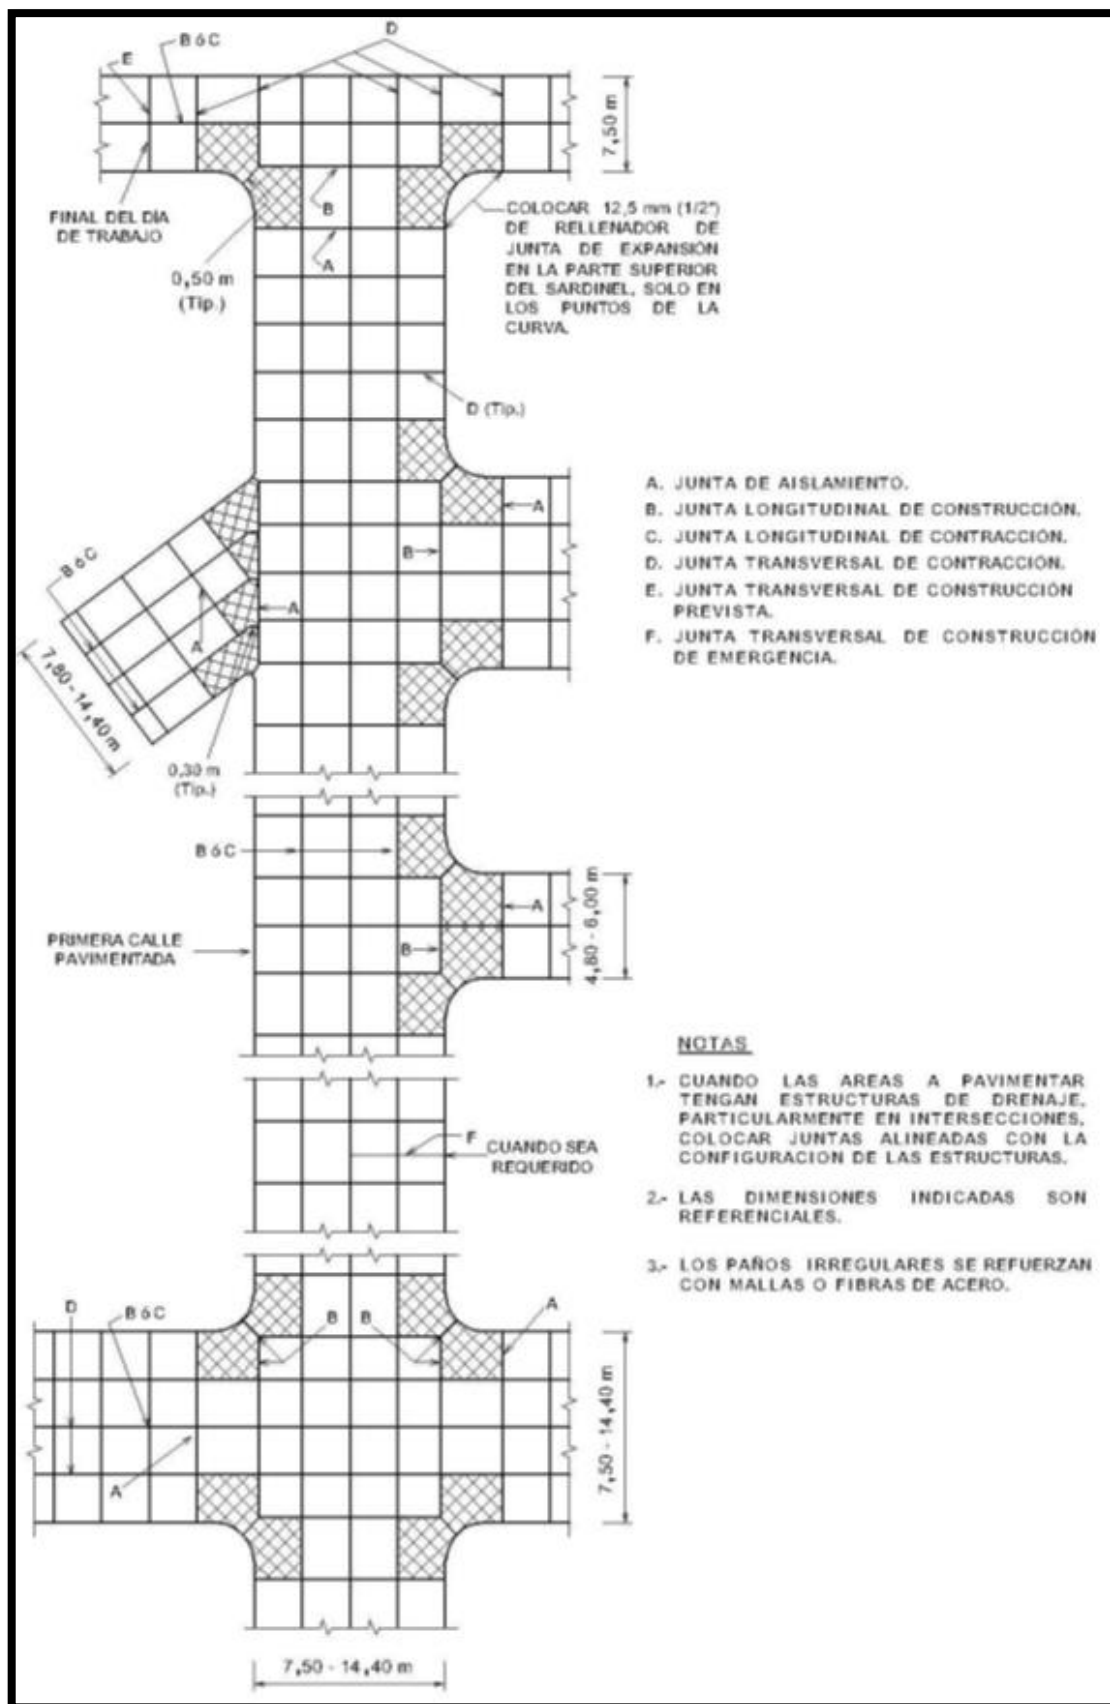 D
B ó C
E
7,50 m
FINAL DEL DÍA
DE TRABAJO
B
A
0,50 m
(Tip.)
COLOCAR 12,5 mm (1/2")
DE RELLENADOR DE
JUNTA DE EXPANSIÓN
EN LA PARTE SUPERIOR
DEL SARDINEL, SOLO EN
LOS PUNTOS DE LA
CURVA.
D (Tip.)
A. JUNTA DE AISLAMIENTO.
B. JUNTA LONGITUDINAL DE CONSTRUCCIÓN.
C. JUNTA LONGITUDINAL DE CONTRACCIÓN.
D. JUNTA TRANSVERSAL DE CONTRACCIÓN.
E. JUNTA TRANSVERSAL DE CONSTRUCCIÓN
PREVISTA.
F. JUNTA TRANSVERSAL DE CONSTRUCCIÓN
DE EMERGENCIA.
A
B
B ó C
A
A
7,80 - 14,40 m
0,30 m
(Tip.)
B ó C
A
B
4,80 - 6,00 m
PRIMERA CALLE
PAVIMENTADA
NOTAS
1.- CUANDO LAS AREAS A PAVIMENTAR
TENGAN ESTRUCTURAS DE DRENAJE,
PARTICULARMENTE EN INTERSECCIONES,
COLOCAR JUNTAS ALINEADAS CON LA
CONFIGURACION DE LAS ESTRUCTURAS.
2.- LAS DIMENSIONES INDICADAS SON
REFERENCIALES.
3.- LOS PAÑOS IRREGULARES SE REFUERZAN
CON MALLAS O FIBRAS DE ACERO.
F
CUANDO SEA
REQUERIDO
D
B ó C
B
B
A
A
7,50 - 14,40 m
7,50 - 14,40 m